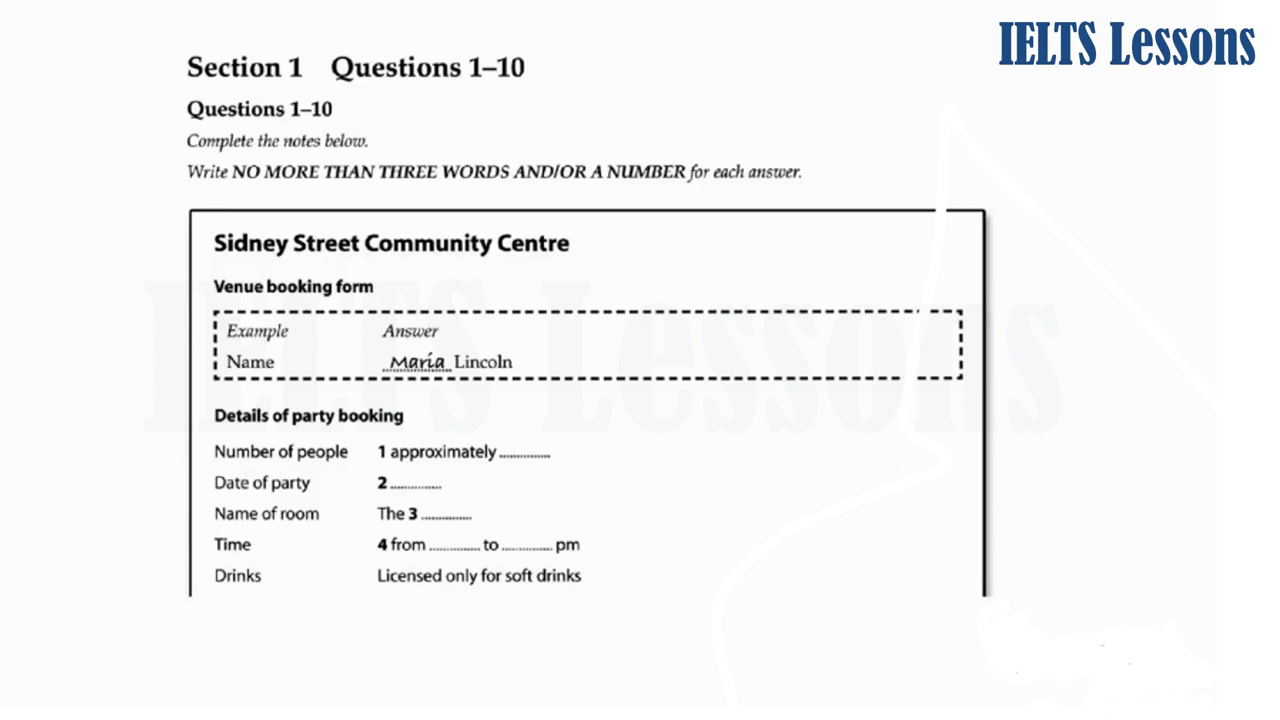 IELTS Lessons
Section 1 Questions 1–10
Questions 1–10
Complete the notes below.
Write NO MORE THAN THREE WORDS AND/OR A NUMBER for each answer.
Sidney Street Community Centre
Venue booking form
Example Answer
Name ...María... Lincoln
Details of party booking
Number of people 1 approximately ..............
Date of party 2 ..............
Name of room The 3 ..............
Time 4 from .............. to .............. pm
Drinks Licensed only for soft drinks
IELTS Lessons